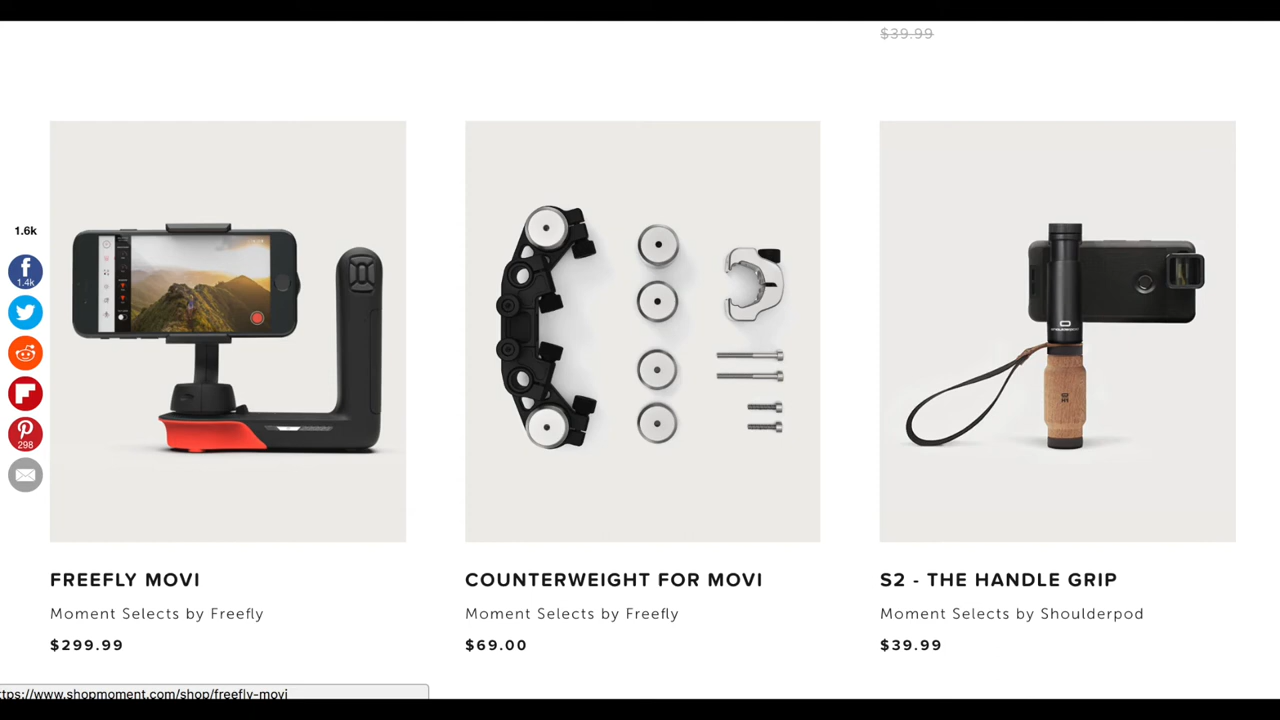 $39.99
1.6k
1.4k
298
FREEFLY MOVI
Moment Selects by Freefly
$299.99
COUNTERWEIGHT FOR MOVI
Moment Selects by Freefly
$69.00
S2 - THE HANDLE GRIP
Moment Selects by Shoulderpod
$39.99
ttps://www.shopmoment.com/shop/freefly-movi